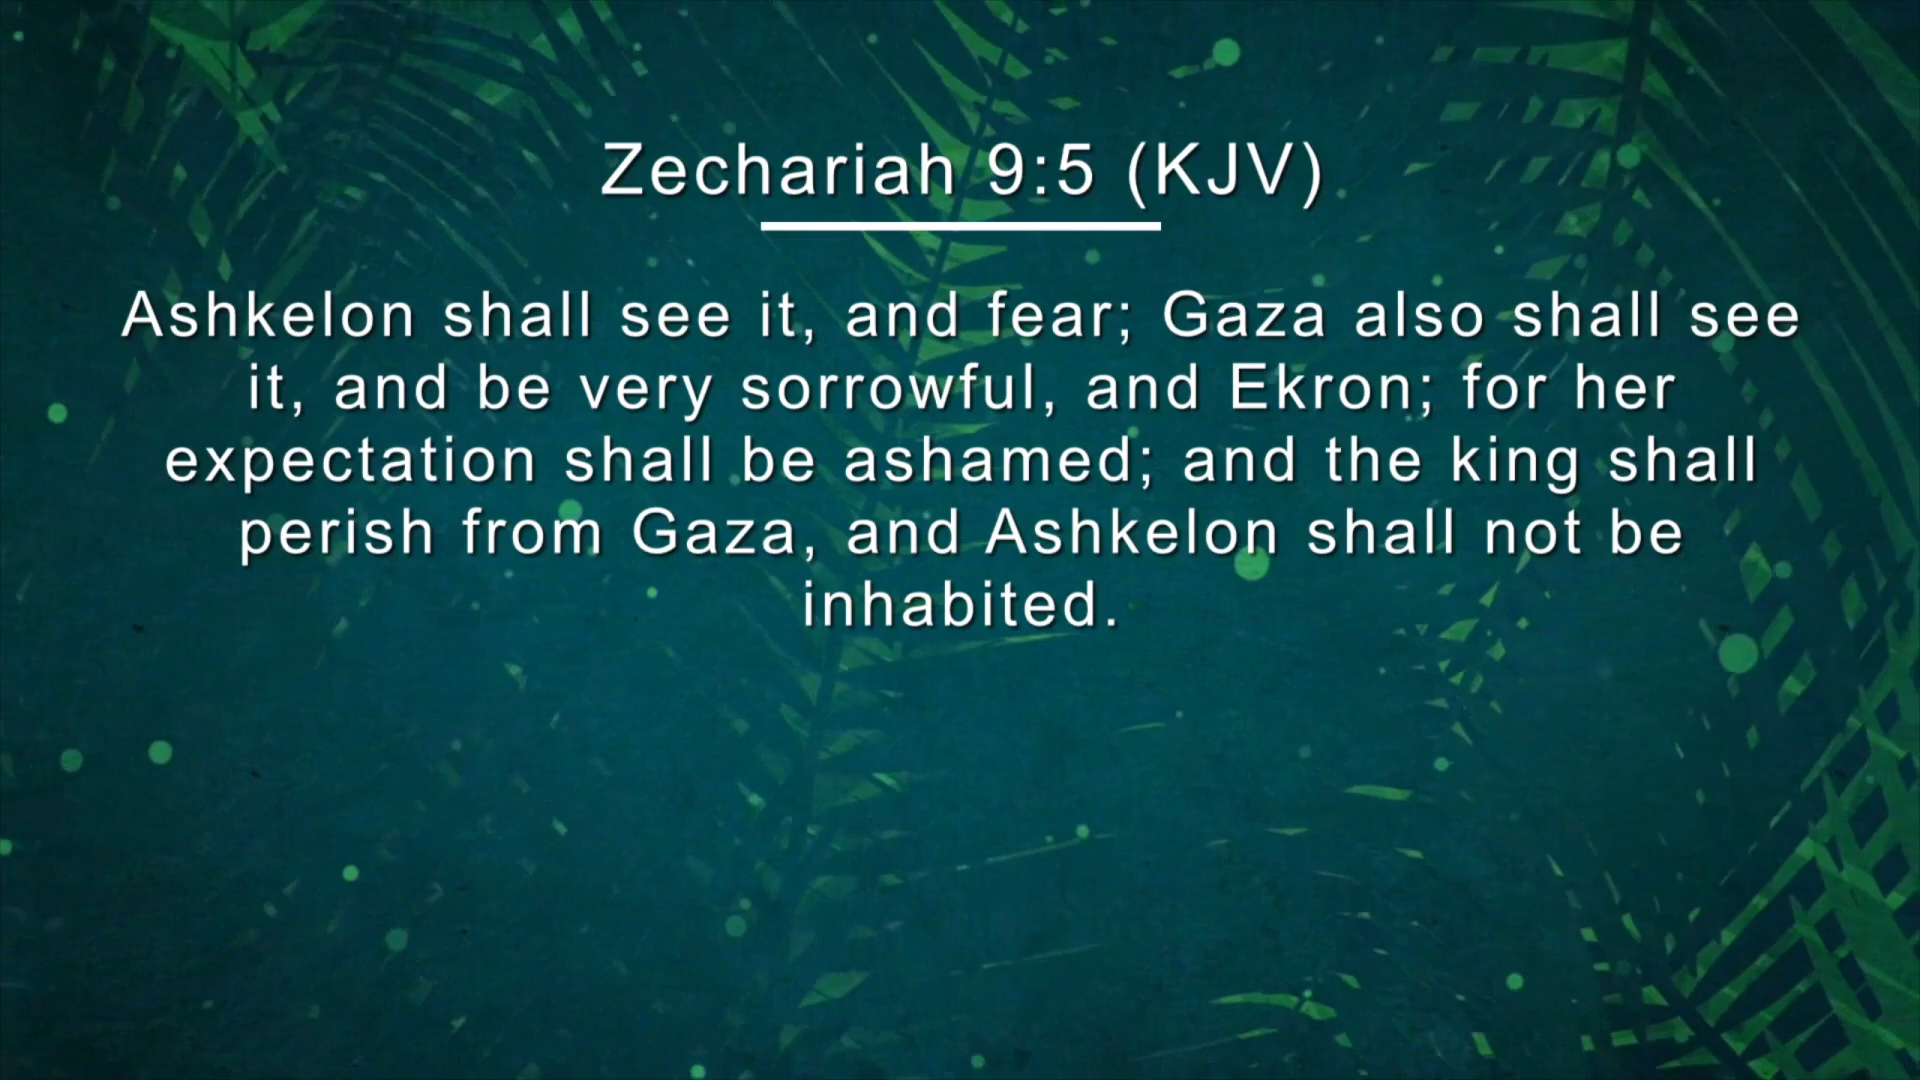 Zechariah 9:5 (KJV)
Ashkelon shall see it, and fear; Gaza also shall see
it, and be very sorrowful, and Ekron; for her
expectation shall be ashamed; and the king shall
perish from Gaza, and Ashkelon shall not be
inhabited.